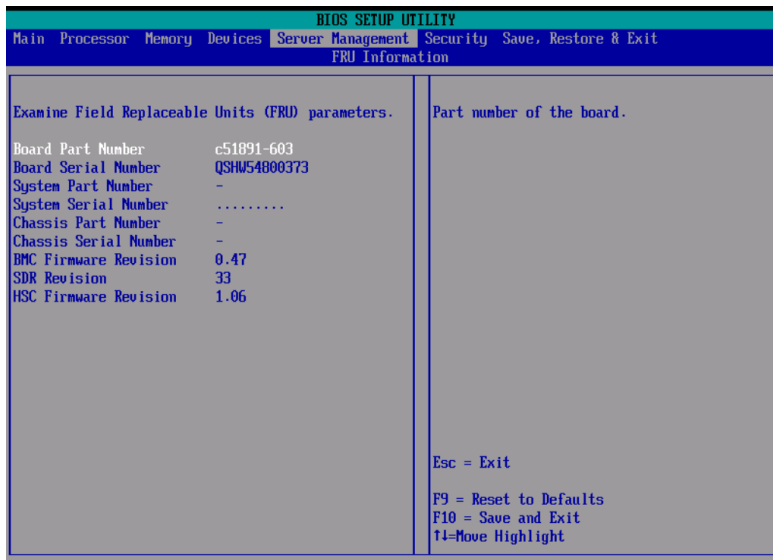 BIOS SETUP UTILITY
Main Processor Memory Devices Server Management Security Save, Restore & Exit
FRU Information
Examine Field Replaceable Units (FRU) parameters.
Board Part Number c51891-603
Board Serial Number QSHW54800373
System Part Number -
System Serial Number .........
Chassis Part Number -
Chassis Serial Number -
BMC Firmware Revision 0.47
SDR Revision 33
HSC Firmware Revision 1.06
Part number of the board.
Esc = Exit
F9 = Reset to Defaults
F10 = Save and Exit
↑↓=Move Highlight